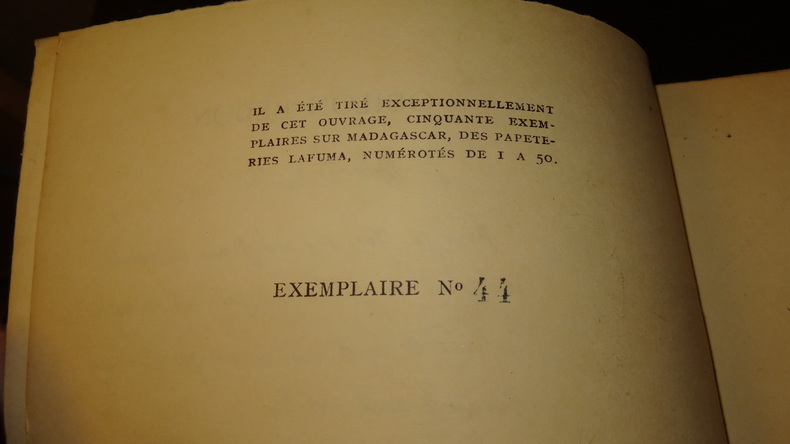 IL A ÉTÉ TIRÉ EXCEPTIONNELLEMENT
DE CET OUVRAGE, CINQUANTE EXEM-
PLAIRES SUR MADAGASCAR, DES PAPETE-
RIES LAFUMA, NUMÉROTÉS DE 1 A 50.
EXEMPLAIRE Nº 44